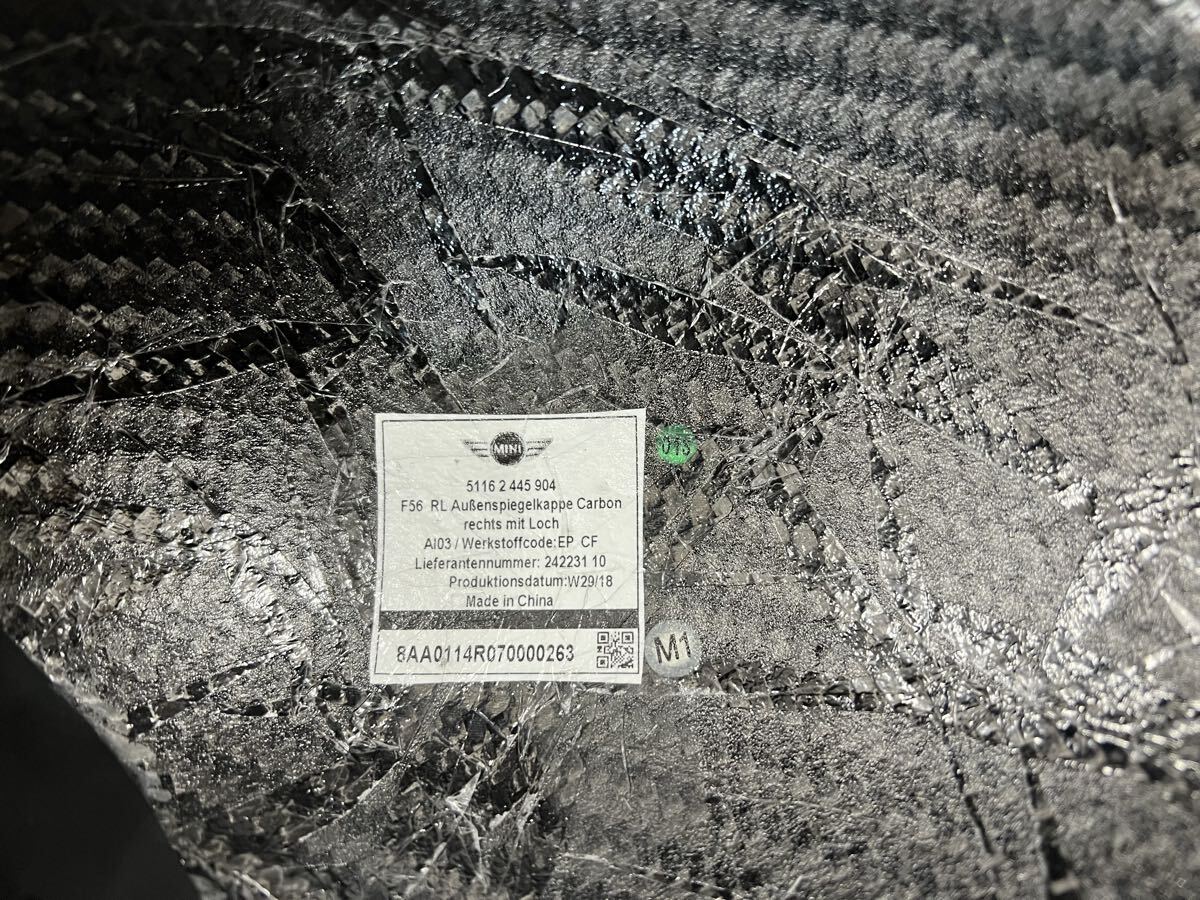 MINI
5116 2 445 904
F56 RL Außenspiegelkappe Carbon
rechts mit Loch
AI03 / Werkstoffcode:EP CF
Lieferantennummer: 242231 10
Produktionsdatum:W29/18
Made in China
8AA0114R070000263
M1